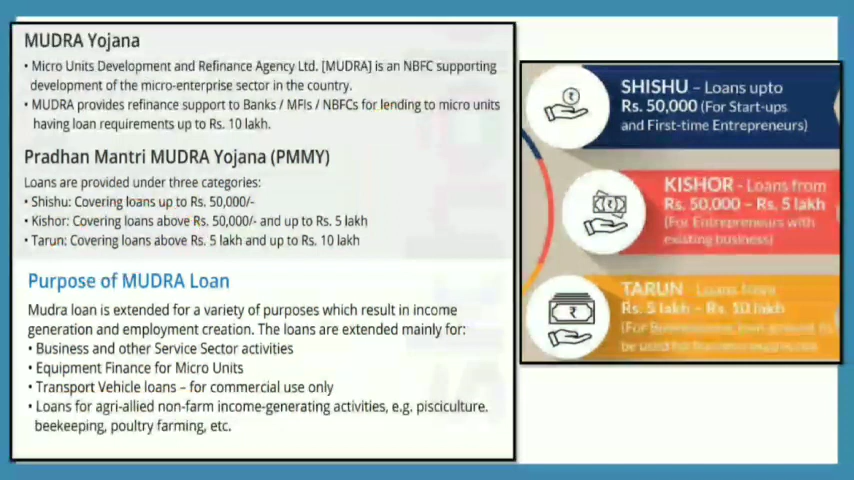 MUDRA Yojana
• Micro Units Development and Refinance Agency Ltd. [MUDRA] is an NBFC supporting
development of the micro-enterprise sector in the country.
• MUDRA provides refinance support to Banks / MFIs / NBFCs for lending to micro units
having loan requirements up to Rs. 10 lakh.
Pradhan Mantri MUDRA Yojana (PMMY)
Loans are provided under three categories:
• Shishu: Covering loans up to Rs. 50,000/-
• Kishor: Covering loans above Rs. 50,000/- and up to Rs. 5 lakh
• Tarun: Covering loans above Rs. 5 lakh and up to Rs. 10 lakh
Purpose of MUDRA Loan
Mudra loan is extended for a variety of purposes which result in income
generation and employment creation. The loans are extended mainly for:
• Business and other Service Sector activities
• Equipment Finance for Micro Units
• Transport Vehicle loans – for commercial use only
• Loans for agri-allied non-farm income-generating activities, e.g. pisciculture.
beekeeping, poultry farming, etc.
SHISHU – Loans upto
Rs. 50,000 (For Start-ups
and First-time Entrepreneurs)
KISHOR - Loans from
Rs. 50,000 – Rs. 5 lakh
(For Entrepreneurs with
existing business)
TARUN - Loans from
Rs. 5 lakh – Rs. 10 lakh
(For
be used for